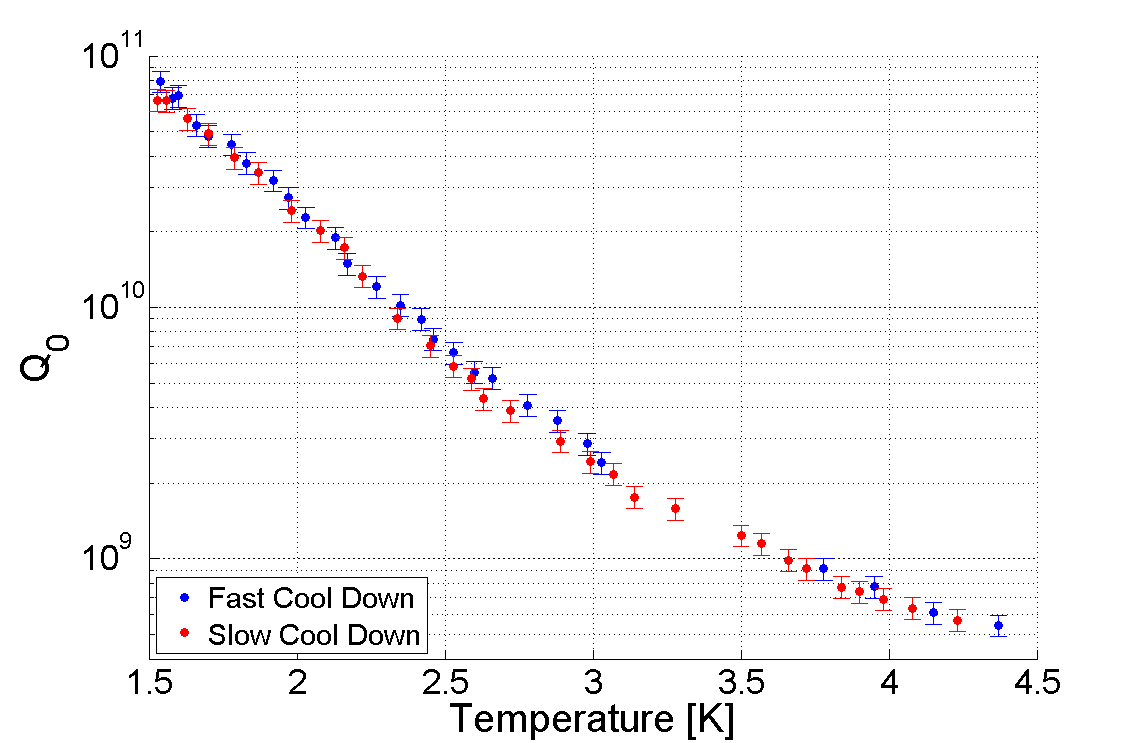 10^11
10^10
10^9
Q_0
1.5 2 2.5 3 3.5 4 4.5
Temperature [K]
Fast Cool Down
Slow Cool Down